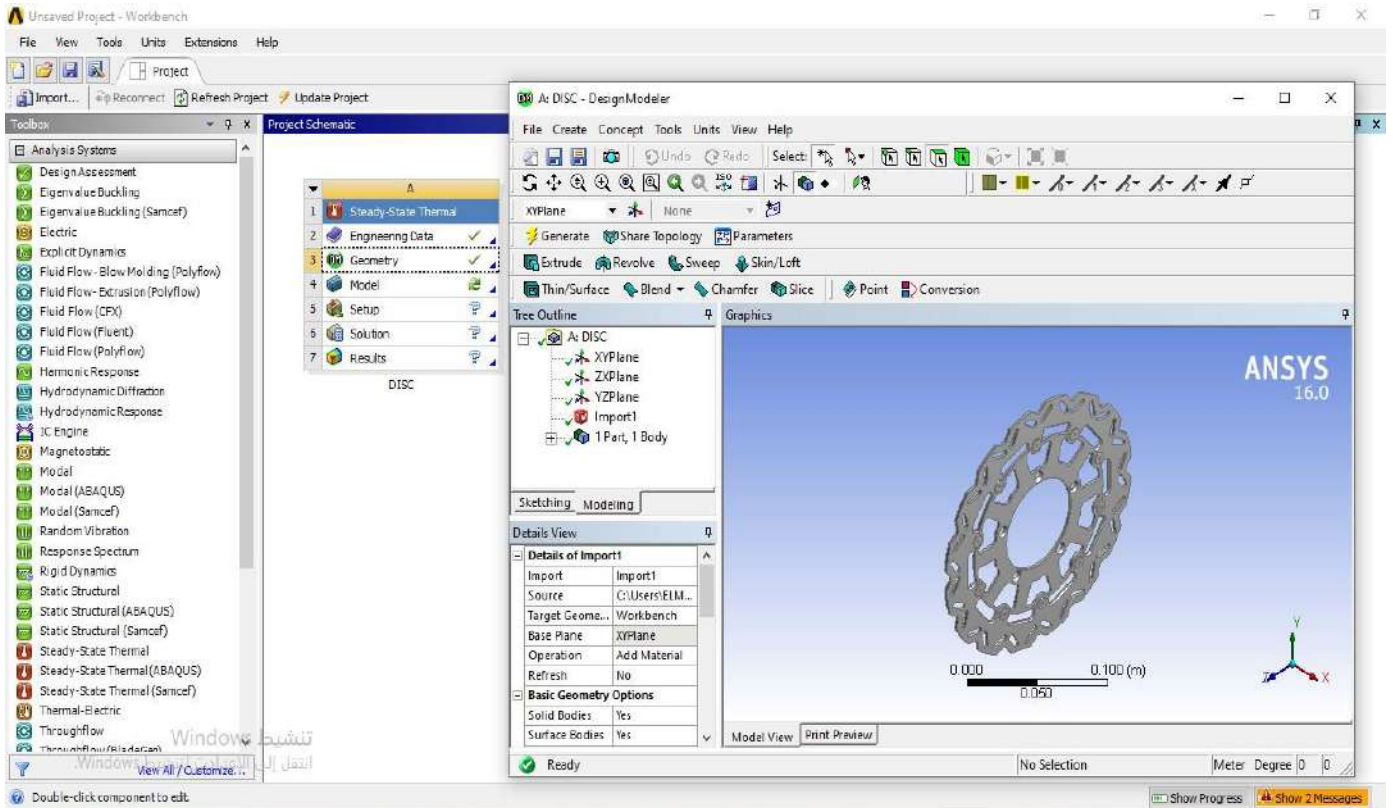 Unsaved Project - Workbench
File View Tools Units Extensions Help
Project
Import... Reconnect Refresh Project Update Project
Toolbox
Analysis Systems
Design Assessment
Eigenvalue Buckling
Eigenvalue Buckling (Samcef)
Electric
Explicit Dynamics
Fluid Flow - Blow Molding (Polyflow)
Fluid Flow - Extrusion (Polyflow)
Fluid Flow (CFX)
Fluid Flow (Fluent)
Fluid Flow (Polyflow)
Harmonic Response
Hydrodynamic Diffraction
Hydrodynamic Response
IC Engine
Magnetostatic
Modal
Modal (ABAQUS)
Modal (Samcef)
Random Vibration
Response Spectrum
Rigid Dynamics
Static Structural
Static Structural (ABAQUS)
Static Structural (Samcef)
Steady-State Thermal
Steady-State Thermal (ABAQUS)
Steady-State Thermal (Samcef)
Thermal-Electric
Throughflow
Throughflow (BladeGen)
View All / Customize...
Project Schematic
A
1 Steady-State Thermal
2 Engineering Data
3 Geometry
4 Model
5 Setup
6 Solution
7 Results
DISC
A: DISC - DesignModeler
File Create Concept Tools Units View Help
Undo Redo Select:
XYPlane None
Generate Share Topology Parameters
Extrude Revolve Sweep Skin/Loft
Thin/Surface Blend Chamfer Slice Point Conversion
Tree Outline
A: DISC
XYPlane
ZXPlane
YZPlane
Import1
1 Part, 1 Body
Sketching Modeling
Details View
Details of Import1
Import Import1
Source C:\Users\ELM...
Target Geome... Workbench
Base Plane XYPlane
Operation Add Material
Refresh No
Basic Geometry Options
Solid Bodies Yes
Surface Bodies Yes
Graphics
ANSYS
16.0
0.000 0.100 (m)
0.050
Y
Z X
Model View Print Preview
Ready No Selection Meter Degree 0 0
تنشيط Windows
Double-click component to edit.
Show Progress Show 2 Messages